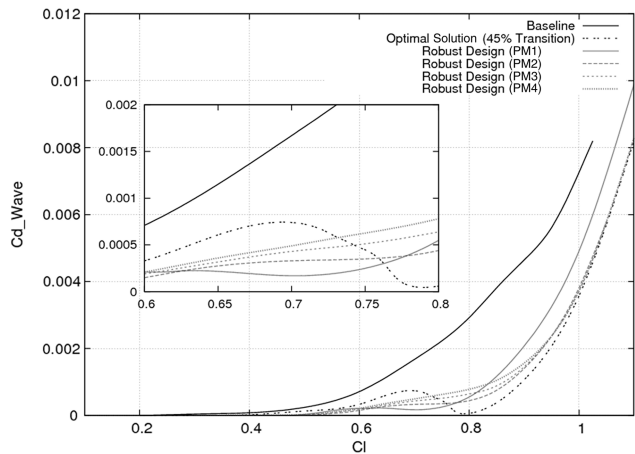 0.012
Baseline
Optimal Solution (45% Transition)
Robust Design (PM1)
Robust Design (PM2)
Robust Design (PM3)
Robust Design (PM4)
0.01
0.002
0.0015
0.001
0.0005
0
0.6 0.65 0.7 0.75 0.8
0.008
0.006
0.004
0.002
0
Cd_Wave
0.2 0.4 0.6 0.8 1
Cl